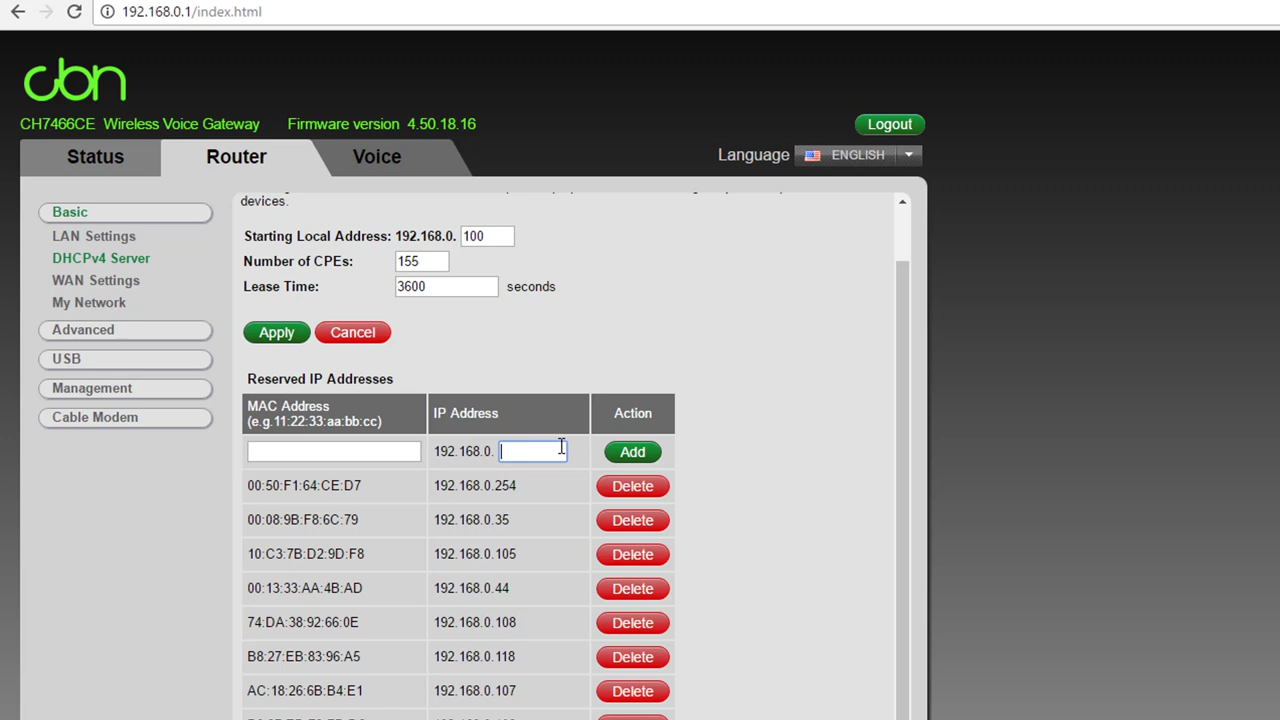 192.168.0.1/index.html
cbn
CH7466CE Wireless Voice Gateway Firmware version 4.50.18.16
Logout
Status Router Voice Language ENGLISH
Basic
LAN Settings
DHCPv4 Server
WAN Settings
My Network
Advanced
USB
Management
Cable Modem
devices.
Starting Local Address: 192.168.0. 100
Number of CPEs: 155
Lease Time: 3600 seconds
Apply Cancel
Reserved IP Addresses
MAC Address
(e.g.11:22:33:aa:bb:cc) IP Address Action
192.168.0. Add
00:50:F1:64:CE:D7 192.168.0.254 Delete
00:08:9B:F8:6C:79 192.168.0.35 Delete
10:C3:7B:D2:9D:F8 192.168.0.105 Delete
00:13:33:AA:4B:AD 192.168.0.44 Delete
74:DA:38:92:66:0E 192.168.0.108 Delete
B8:27:EB:83:96:A5 192.168.0.118 Delete
AC:18:26:6B:B4:E1 192.168.0.107 Delete